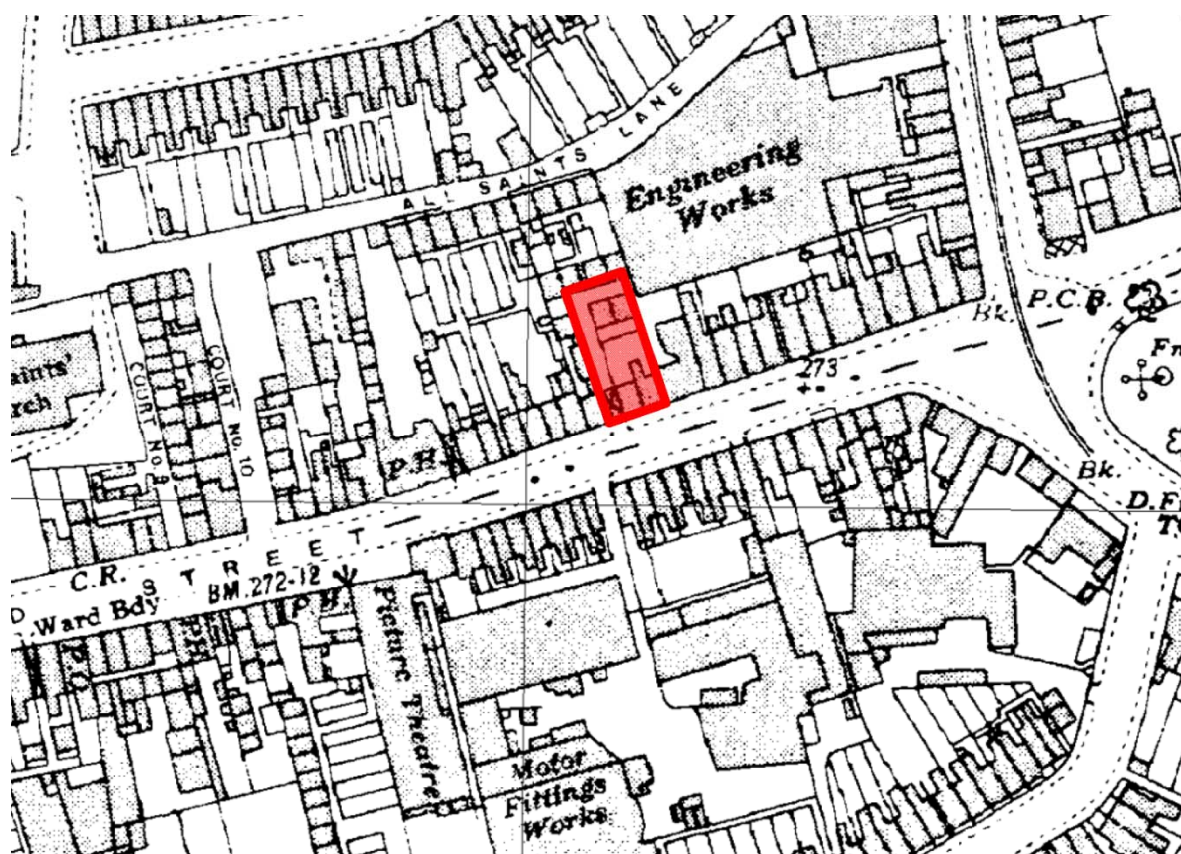 ALL SAINTS LANE
Engineering
Works
P.C.B.
Bk.
273
aints'
rch
COURT No. 10
P.H.
Bk.
STREET
C.R.
Ward Bdy
BM.272·12
P.H.
Picture Theatre
Motor
Fittings
Works